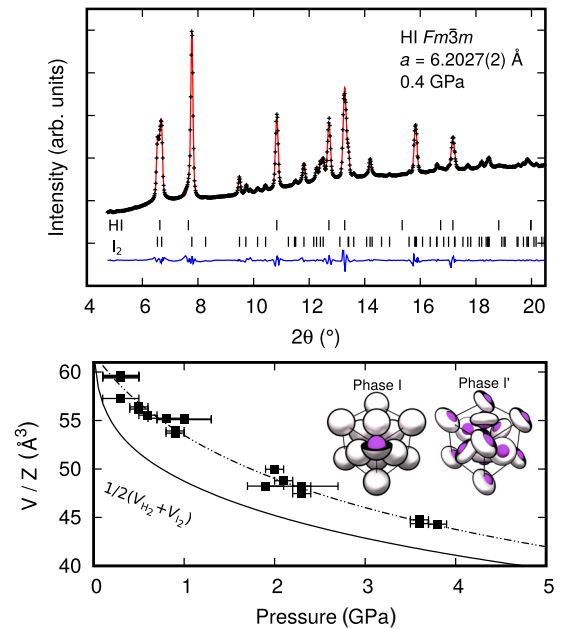 HI Fm3̅m
a = 6.2027(2) Å
0.4 GPa
Intensity (arb. units)
HI
I₂
4 6 8 10 12 14 16 18 20
2θ (°)
60
55
50
45
40
V / Z (Å³)
Phase I Phase I'
1/2(V_H₂+V_I₂)
0 1 2 3 4 5
Pressure (GPa)